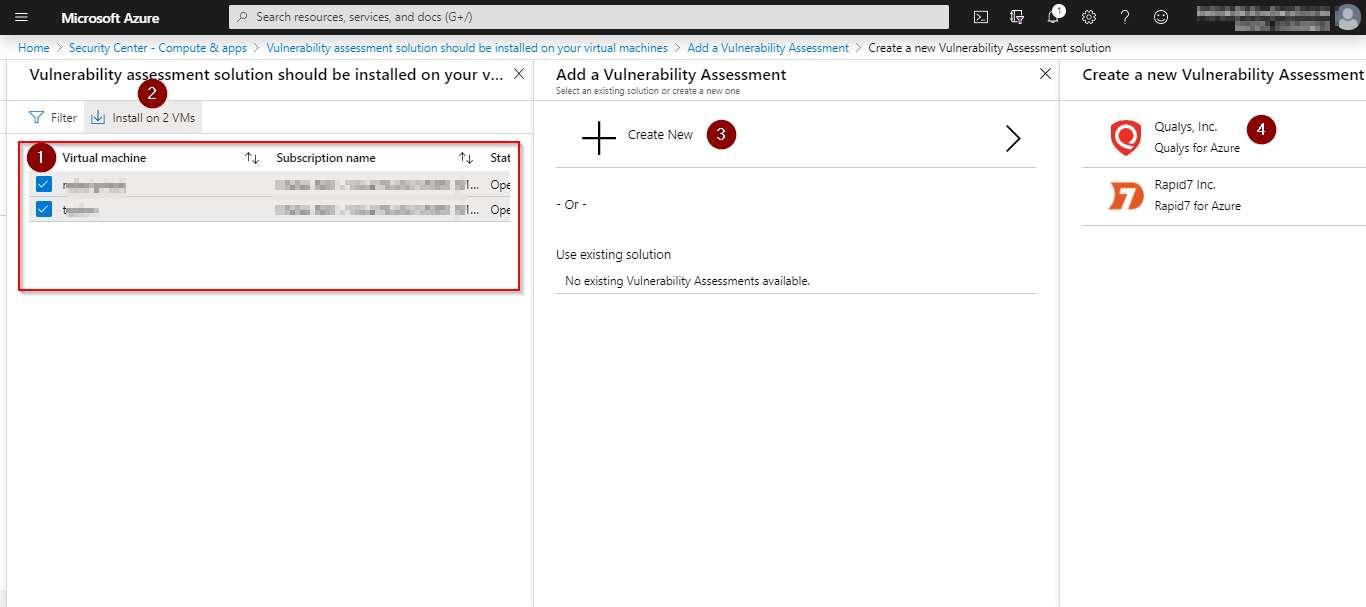 Microsoft Azure
Search resources, services, and docs (G+/)
1
Home > Security Center - Compute & apps > Vulnerability assessment solution should be installed on your virtual machines > Add a Vulnerability Assessment > Create a new Vulnerability Assessment solution
Vulnerability assessment solution should be installed on your v...
2
Filter
Install on 2 VMs
1
Virtual machine
Subscription name
Stat
Ope
Ope
Add a Vulnerability Assessment
Select an existing solution or create a new one
Create New
3
- Or -
Use existing solution
No existing Vulnerability Assessments available.
Create a new Vulnerability Assessment
Qualys, Inc.
Qualys for Azure
4
Rapid7 Inc.
Rapid7 for Azure